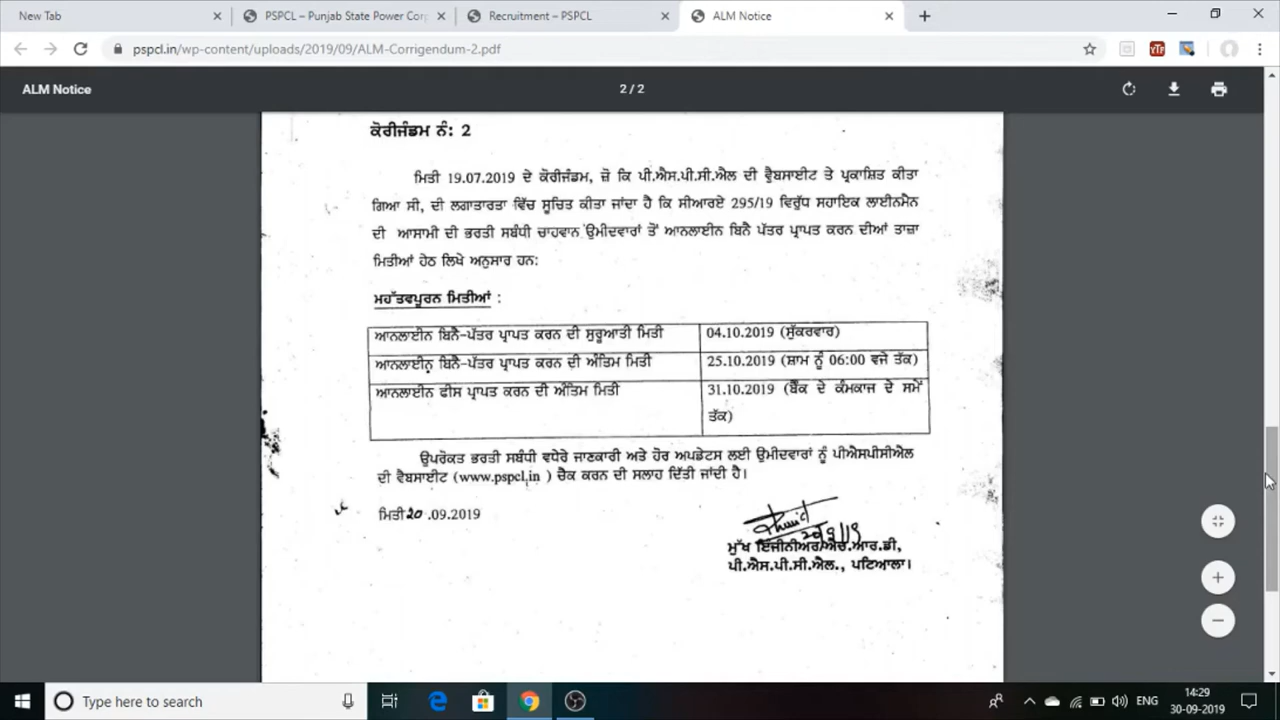 New Tab
PSPCL – Punjab State Power Corp
Recruitment – PSPCL
ALM Notice
pspcl.in/wp-content/uploads/2019/09/ALM-Corrigendum-2.pdf
ALM Notice
2 / 2
ਕੋਰੀਜੰਡਮ ਨੰ: 2
ਮਿਤੀ 19.07.2019 ਦੇ ਕੋਰੀਜੰਡਮ, ਜ਼ੋ ਕਿ ਪੀ.ਐਸ.ਪੀ.ਸੀ.ਐਲ ਦੀ ਵੈਬਸਾਈਟ ਤੇ ਪ੍ਰਕਾਸ਼ਿਤ ਕੀਤਾ
ਗਿਆ ਸੀ, ਦੀ ਲਗਾਤਾਰਤਾ ਵਿੱਚ ਸੂਚਿਤ ਕੀਤਾ ਜਾਂਦਾ ਹੈ ਕਿ ਸੀਆਰਏ 295/19 ਵਿਰੁੱਧ ਸਹਾਇਕ ਲਾਈਨਮੈਨ
ਦੀ ਆਸਾਮੀ ਦੀ ਭਰਤੀ ਸਬੰਧੀ ਚਾਹਵਾਨ ਉਮੀਦਵਾਰਾਂ ਤੋਂ ਆਨਲਾਈਨ ਬਿਨੈ ਪੱਤਰ ਪ੍ਰਾਪਤ ਕਰਨ ਦੀਆਂ ਤਾਜ਼ਾ
ਮਿਤੀਆਂ ਹੇਠ ਲਿਖੇ ਅਨੁਸਾਰ ਹਨ:
ਮਹੱਤਵਪੂਰਨ ਮਿਤੀਆਂ :
ਆਨਲਾਈਨ ਬਿਨੈ-ਪੱਤਰ ਪ੍ਰਾਪਤ ਕਰਨ ਦੀ ਸੁਰੂਆਤੀ ਮਿਤੀ 04.10.2019 (ਸ਼ੁੱਕਰਵਾਰ)
ਆਨਲਾਈਨ ਬਿਨੈ-ਪੱਤਰ ਪ੍ਰਾਪਤ ਕਰਨ ਦੀ ਅੰਤਿਮ ਮਿਤੀ 25.10.2019 (ਸ਼ਾਮ ਨੂੰ 06:00 ਵਜੇ ਤੱਕ)
ਆਨਲਾਈਨ ਫੀਸ ਪ੍ਰਾਪਤ ਕਰਨ ਦੀ ਅੰਤਿਮ ਮਿਤੀ 31.10.2019 (ਬੈਂਕ ਦੇ ਕੰਮਕਾਜ ਦੇ ਸਮੇਂ
ਤੱਕ)
ਉਪਰੋਕਤ ਭਰਤੀ ਸਬੰਧੀ ਵਧੇਰੇ ਜਾਣਕਾਰੀ ਅਤੇ ਹੋਰ ਅਪਡੇਟਸ ਲਈ ਉਮੀਦਵਾਰਾਂ ਨੂੰ ਪੀਐਸਪੀਸੀਐਲ
ਦੀ ਵੈਬਸਾਈਟ (www.pspcl.in ) ਚੈਕ ਕਰਨ ਦੀ ਸਲਾਹ ਦਿੱਤੀ ਜਾਂਦੀ ਹੈ।
ਮਿਤੀ 20 .09.2019
ਮੁੱਖ ਇੰਜੀਨੀਅਰ/ਐਚ.ਆਰ.ਡੀ,
ਪੀ.ਐਸ.ਪੀ.ਸੀ.ਐਲ., ਪਟਿਆਲਾ।
Type here to search
ENG
14:29
30-09-2019